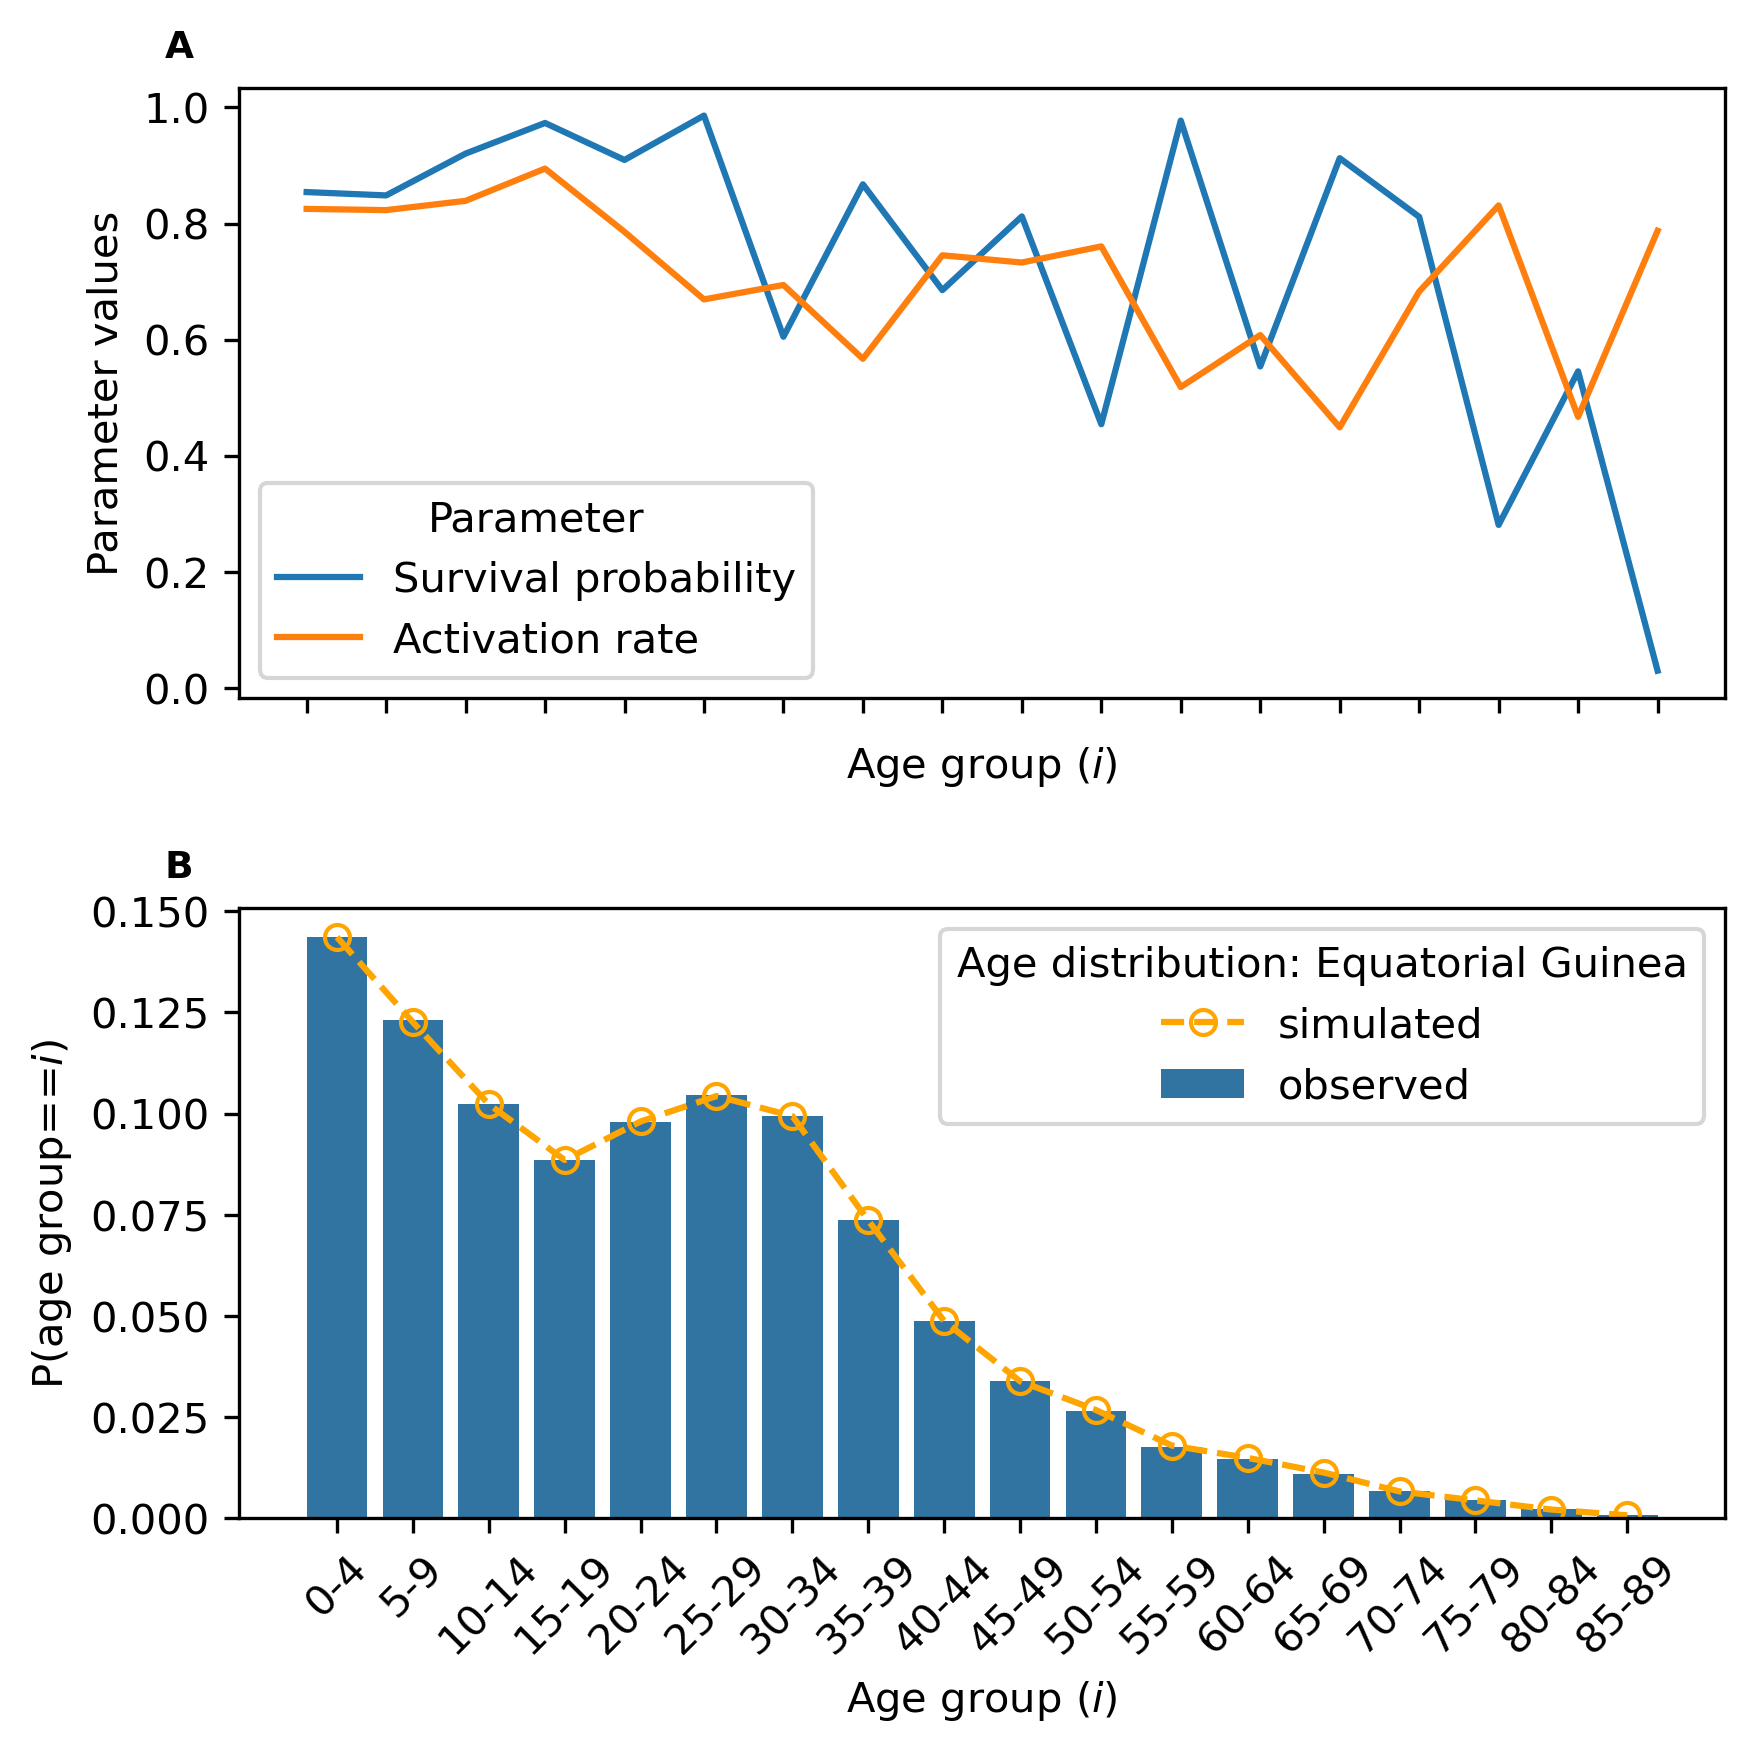 A
1.0
0.8
0.6
0.4
0.2
0.0
Parameter values
Parameter
Survival probability
Activation rate
Age group (i)
B
0.150
0.125
0.100
0.075
0.050
0.025
0.000
P(age group==i)
Age distribution: Equatorial Guinea
simulated
observed
0-4
5-9
10-14
15-19
20-24
25-29
30-34
35-39
40-44
45-49
50-54
55-59
60-64
65-69
70-74
75-79
80-84
85-89
Age group (i)